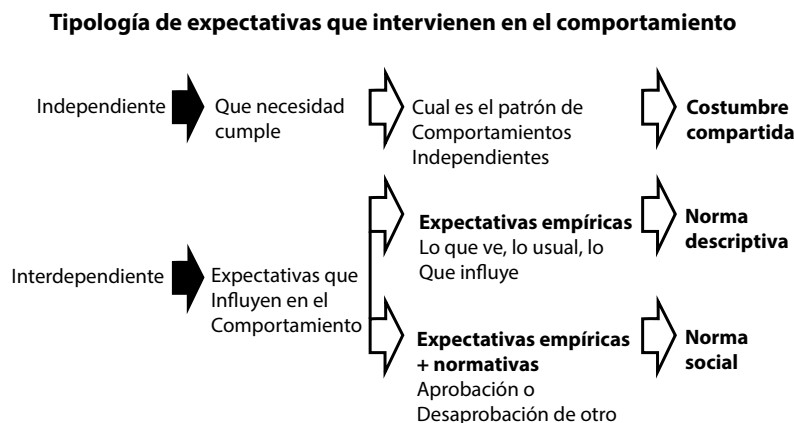 Tipología de expectativas que intervienen en el comportamiento
Independiente
Que necesidad
cumple
Cual es el patrón de
Comportamientos
Independientes
Costumbre
compartida
Interdependiente
Expectativas que
Influyen en el
Comportamiento
Expectativas empíricas
Lo que ve, lo usual, lo
Que influye
Norma
descriptiva
Expectativas empíricas
+ normativas
Aprobación o
Desaprobación de otro
Norma
social